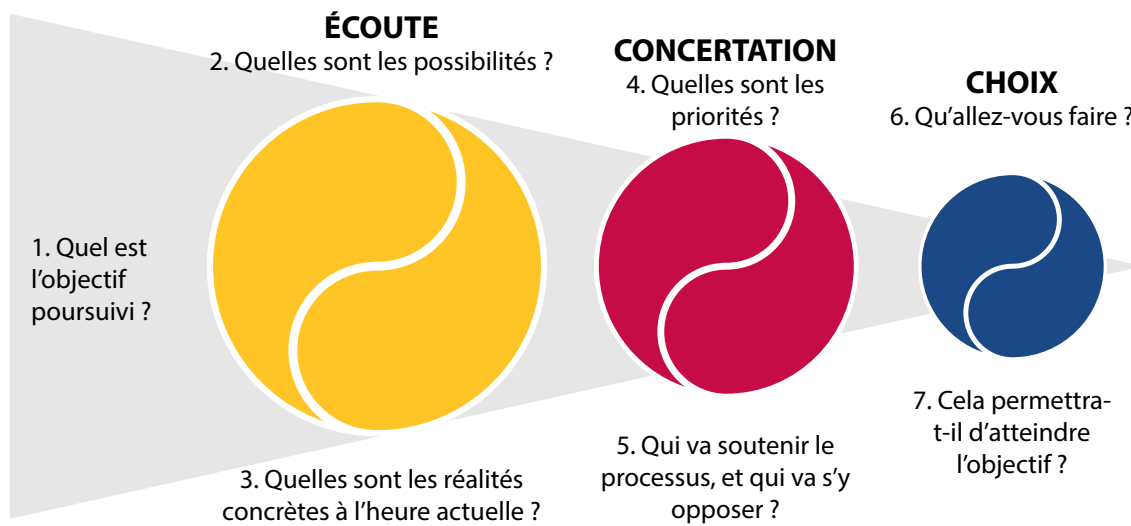 1. Quel est
l'objectif
poursuivi ?
ÉCOUTE
2. Quelles sont les possibilités ?
3. Quelles sont les réalités
concrètes à l'heure actuelle ?
CONCERTATION
4. Quelles sont les
priorités ?
5. Qui va soutenir le
processus, et qui va s'y
opposer ?
CHOIX
6. Qu'allez-vous faire ?
7. Cela permettra-
t-il d'atteindre
l'objectif ?